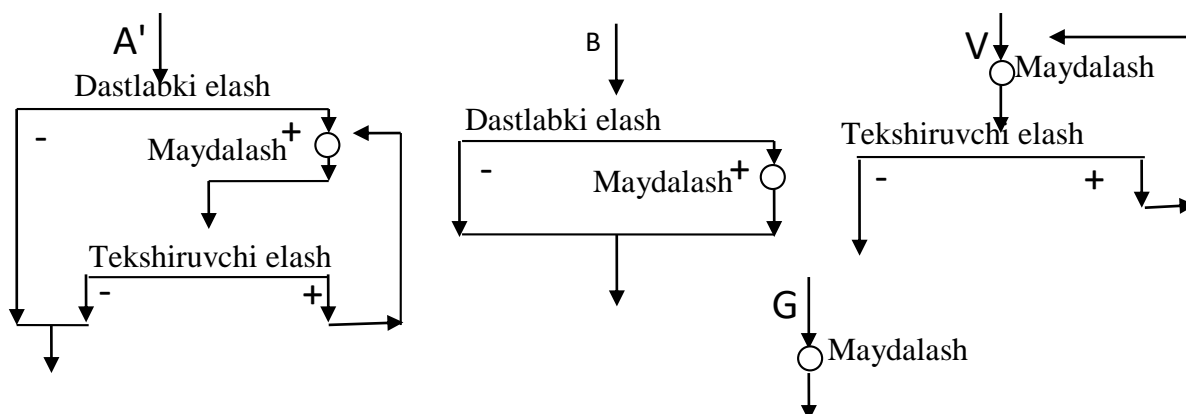 A'
Dastlabki elash
-
+
Maydalash
Tekshiruvchi elash
-
+
B
Dastlabki elash
-
+
Maydalash
V
Maydalash
Tekshiruvchi elash
-
+
G
Maydalash